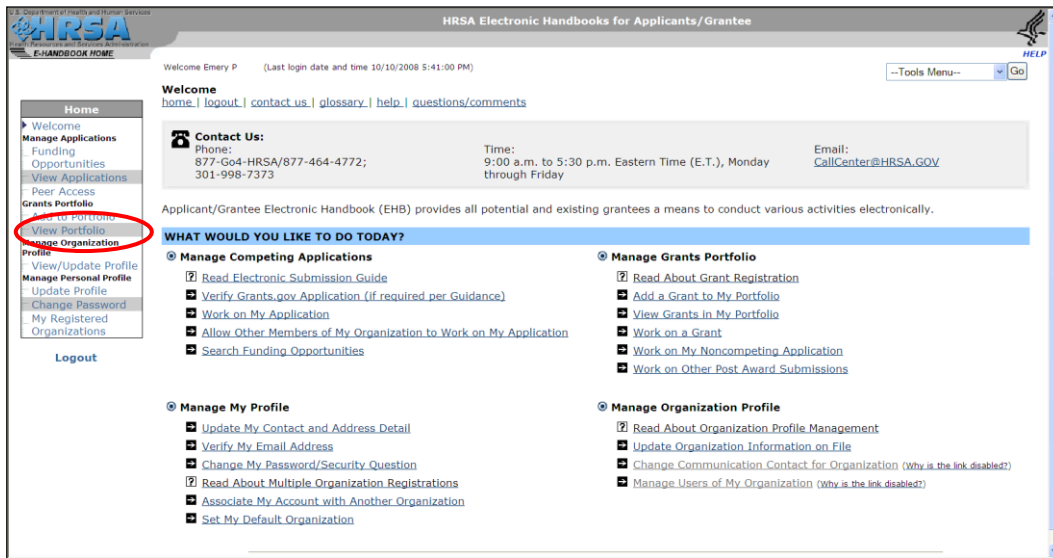 U.S. Department of Health and Human Services
HRSA
Health Resources and Services Administration
E-HANDBOOK HOME
HRSA Electronic Handbooks for Applicants/Grantee
HELP
Welcome Emery P (Last login date and time 10/10/2008 5:41:00 PM)
--Tools Menu-- Go
Welcome
home | logout | contact us | glossary | help | questions/comments
Home
Welcome
Manage Applications
Funding
Opportunities
View Applications
Peer Access
Grants Portfolio
Add to Portfolio
View Portfolio
Manage Organization
Profile
View/Update Profile
Manage Personal Profile
Update Profile
Change Password
My Registered
Organizations
Logout
Contact Us:
Phone:
877-Go4-HRSA/877-464-4772;
301-998-7373
Time:
9:00 a.m. to 5:30 p.m. Eastern Time (E.T.), Monday
through Friday
Email:
CallCenter@HRSA.GOV
Applicant/Grantee Electronic Handbook (EHB) provides all potential and existing grantees a means to conduct various activities electronically.
WHAT WOULD YOU LIKE TO DO TODAY?
Manage Competing Applications
? Read Electronic Submission Guide
Verify Grants.gov Application (if required per Guidance)
Work on My Application
Allow Other Members of My Organization to Work on My Application
Search Funding Opportunities
Manage Grants Portfolio
? Read About Grant Registration
Add a Grant to My Portfolio
View Grants in My Portfolio
Work on a Grant
Work on My Noncompeting Application
Work on Other Post Award Submissions
Manage My Profile
Update My Contact and Address Detail
Verify My Email Address
Change My Password/Security Question
? Read About Multiple Organization Registrations
Associate My Account with Another Organization
Set My Default Organization
Manage Organization Profile
? Read About Organization Profile Management
Update Organization Information on File
Change Communication Contact for Organization (Why is the link disabled?)
Manage Users of My Organization (Why is the link disabled?)